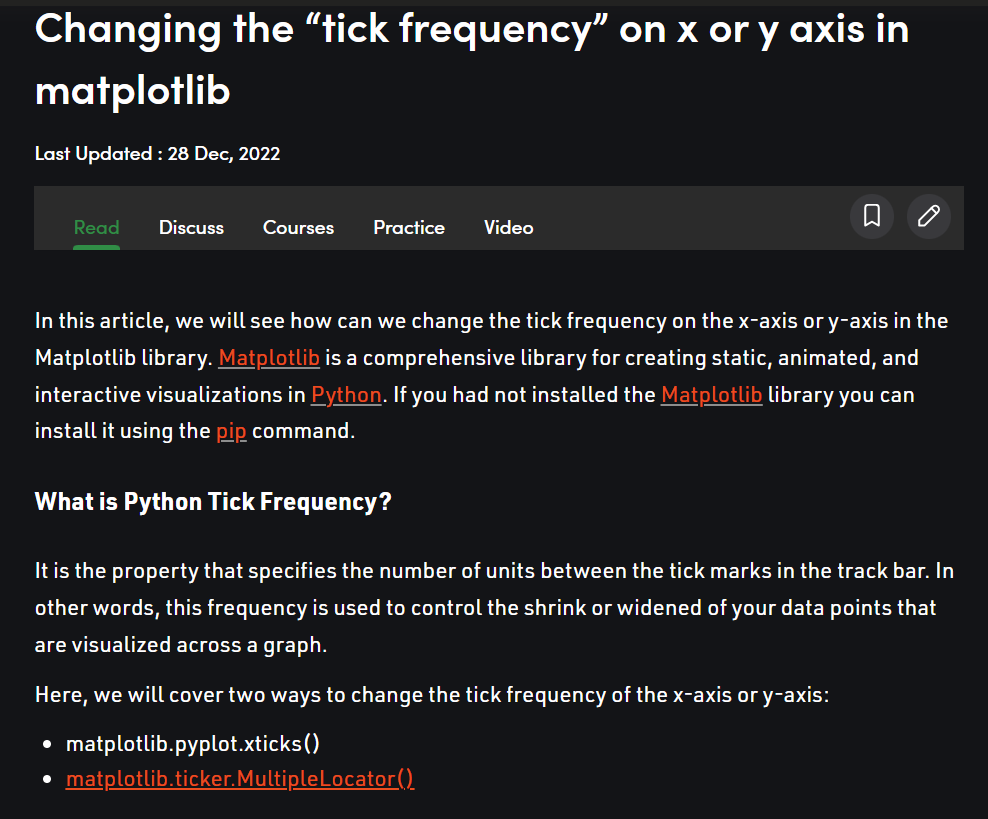 Changing the “tick frequency” on x or y axis in
matplotlib
Last Updated : 28 Dec, 2022
Read Discuss Courses Practice Video
In this article, we will see how can we change the tick frequency on the x-axis or y-axis in the
Matplotlib library. Matplotlib is a comprehensive library for creating static, animated, and
interactive visualizations in Python. If you had not installed the Matplotlib library you can
install it using the pip command.
What is Python Tick Frequency?
It is the property that specifies the number of units between the tick marks in the track bar. In
other words, this frequency is used to control the shrink or widened of your data points that
are visualized across a graph.
Here, we will cover two ways to change the tick frequency of the x-axis or y-axis:
• matplotlib.pyplot.xticks()
• matplotlib.ticker.MultipleLocator()